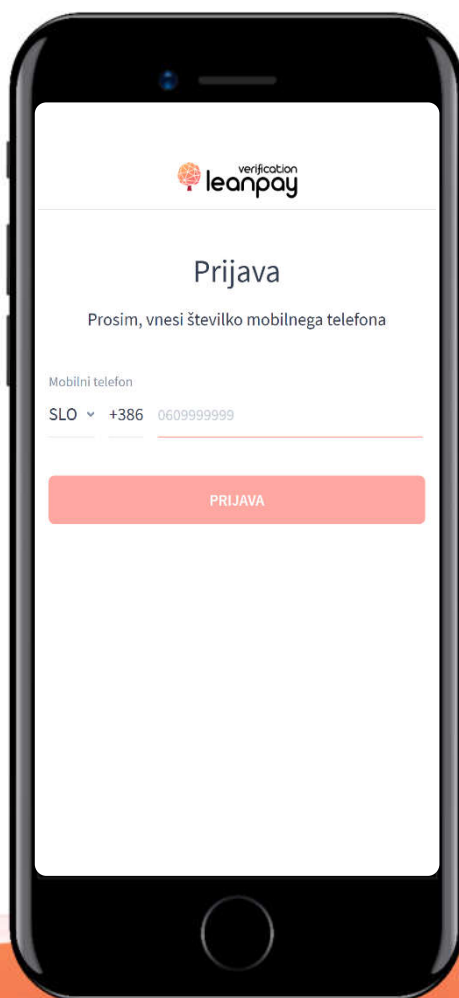 verification
leanpay
Prijava
Prosim, vnesi številko mobilnega telefona
Mobilni telefon
SLO +386 0609999999
PRIJAVA